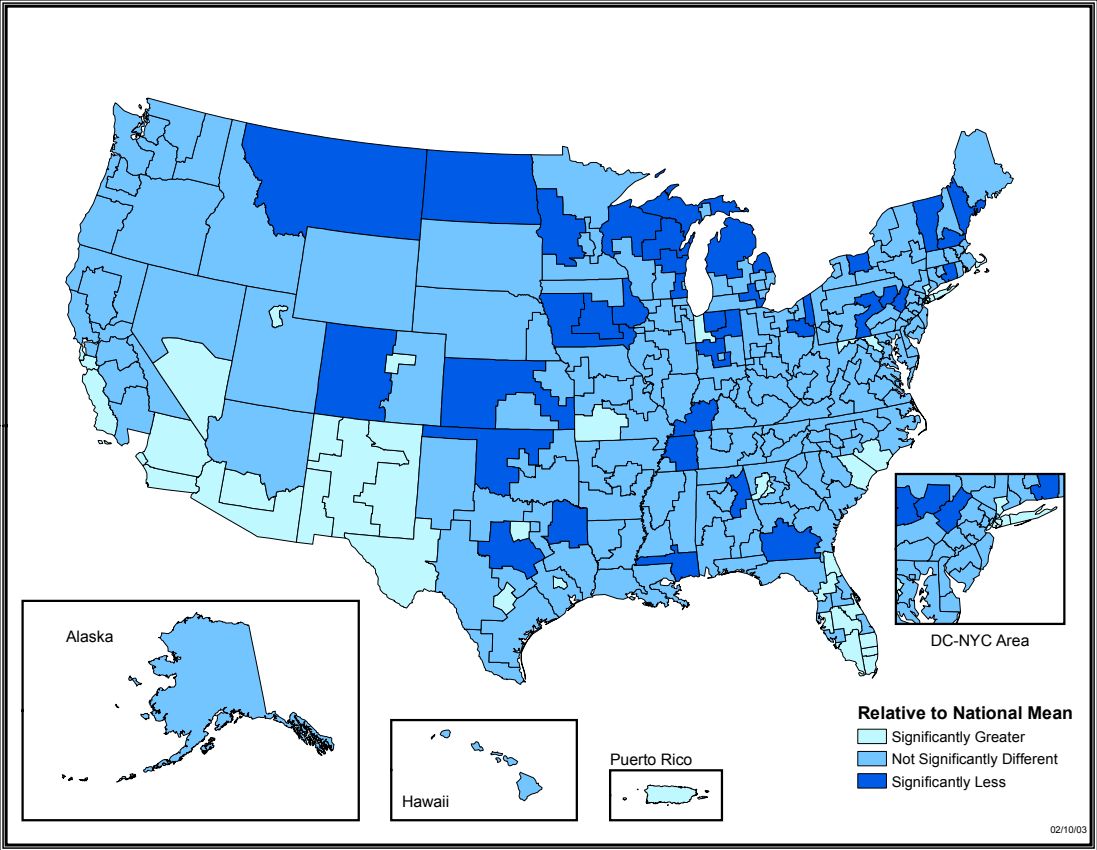 Alaska
Hawaii
Puerto Rico
DC-NYC Area
Relative to National Mean
Significantly Greater
Not Significantly Different
Significantly Less
02/10/03